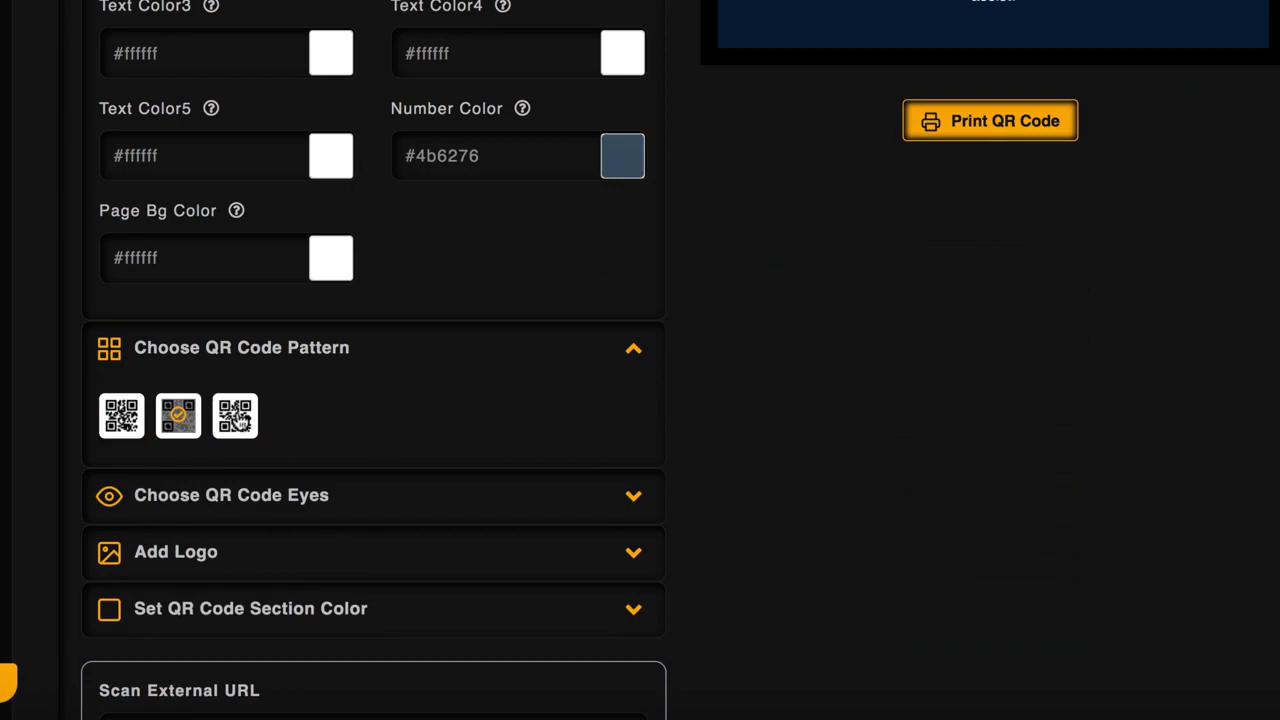 Text Color3
Text Color4
#ffffff
#ffffff
Text Color5
Number Color
#ffffff
#4b6276
Page Bg Color
#ffffff
Print QR Code
Choose QR Code Pattern
Choose QR Code Eyes
Add Logo
Set QR Code Section Color
Scan External URL